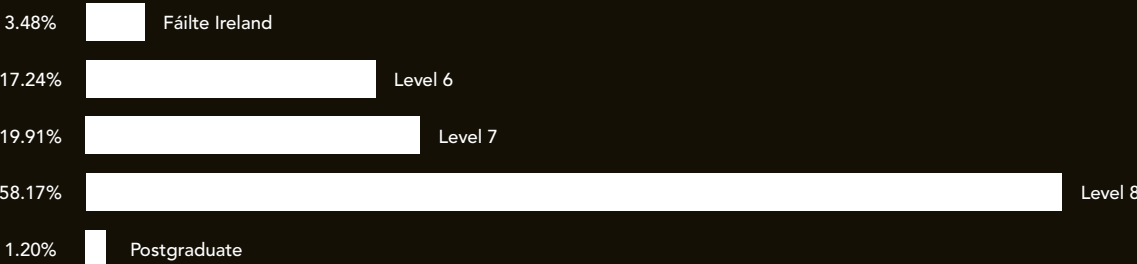 3.48% Fáilte Ireland
17.24% Level 6
19.91% Level 7
58.17% Level 8
1.20% Postgraduate